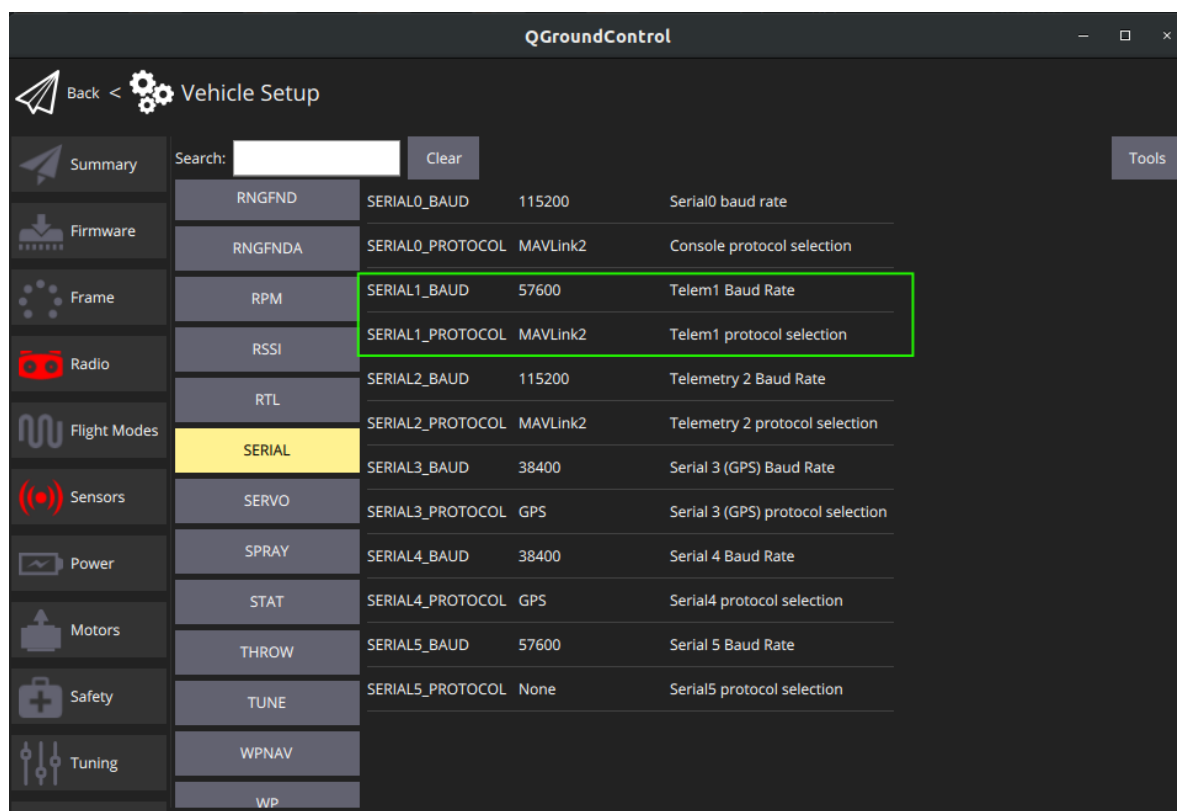 QGroundControl
Back < Vehicle Setup
Summary
Firmware
Frame
Radio
Flight Modes
Sensors
Power
Motors
Safety
Tuning
Search: Clear Tools
RNGFND
RNGFNDA
RPM
RSSI
RTL
SERIAL
SERVO
SPRAY
STAT
THROW
TUNE
WPNAV
WP
SERIAL0_BAUD 115200 Serial0 baud rate
SERIAL0_PROTOCOL MAVLink2 Console protocol selection
SERIAL1_BAUD 57600 Telem1 Baud Rate
SERIAL1_PROTOCOL MAVLink2 Telem1 protocol selection
SERIAL2_BAUD 115200 Telemetry 2 Baud Rate
SERIAL2_PROTOCOL MAVLink2 Telemetry 2 protocol selection
SERIAL3_BAUD 38400 Serial 3 (GPS) Baud Rate
SERIAL3_PROTOCOL GPS Serial 3 (GPS) protocol selection
SERIAL4_BAUD 38400 Serial 4 Baud Rate
SERIAL4_PROTOCOL GPS Serial4 protocol selection
SERIAL5_BAUD 57600 Serial 5 Baud Rate
SERIAL5_PROTOCOL None Serial5 protocol selection